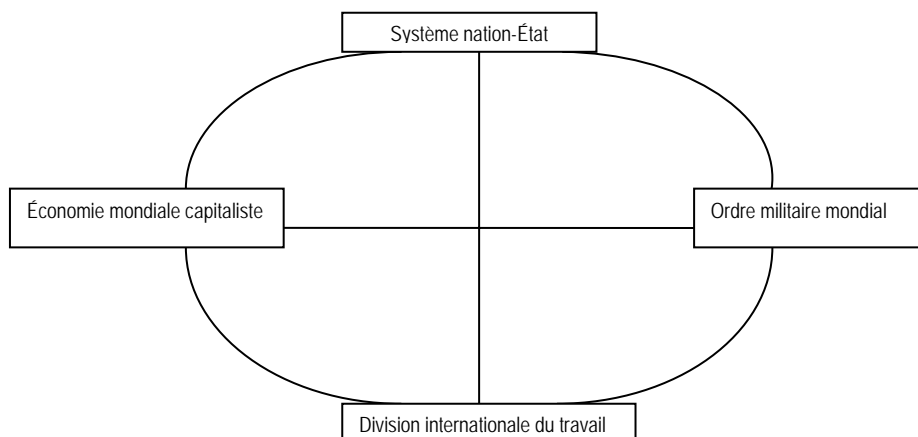 Système nation-État
Économie mondiale capitaliste
Ordre militaire mondial
Division internationale du travail